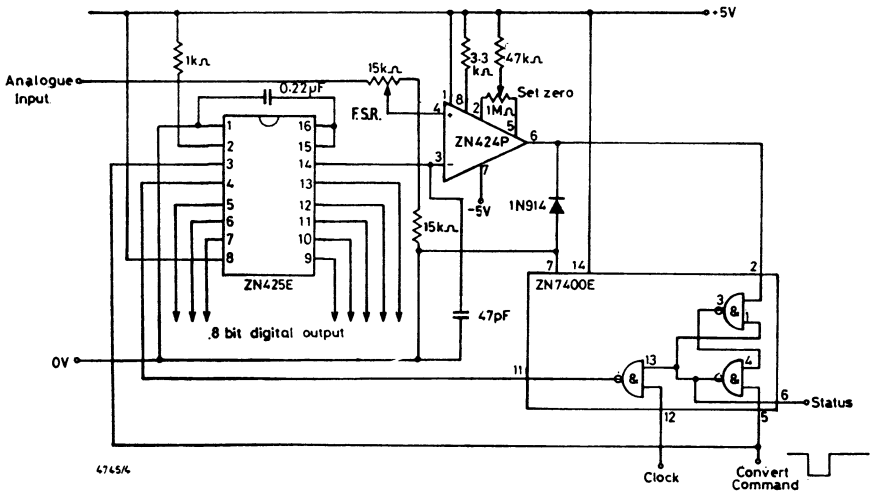 +5V
1kΩ
Analogue
Input.
0.22μF
15kΩ
F.S.R.
3.3
kΩ
47kΩ
Set zero
1MΩ
1 8 2 5
4
+
ZN424P
6
3
−
7
-5V
1 16
2 15
3 14
4 13
5 12
6 11
7 10
8 9
ZN425E
15kΩ
1N914
7 14 2
ZN7400E
8 bit digital output
47pF
3
&
1
0V
11
&
13
4
&
6
Status
12
5
Clock
Convert
Command
4745/4